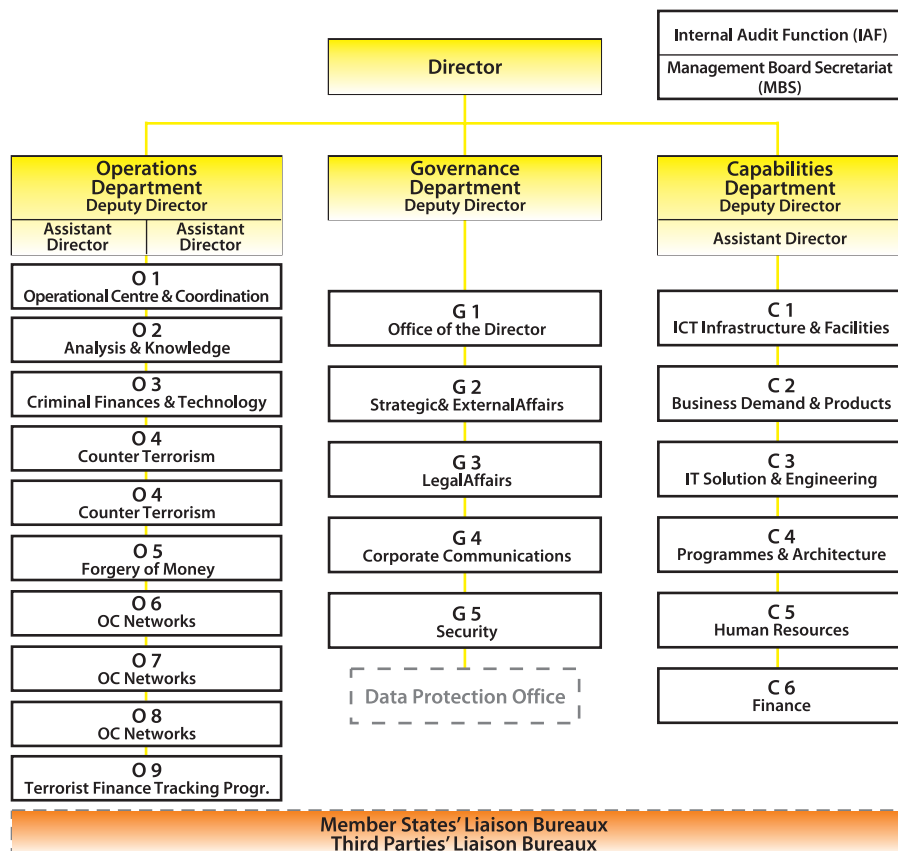 Internal Audit Function (IAF)
Management Board Secretariat
(MBS)
Director
Operations
Department
Deputy Director
Assistant
Director
Assistant
Director
O 1
Operational Centre & Coordination
O 2
Analysis & Knowledge
O 3
Criminal Finances & Technology
O 4
Counter Terrorism
O 4
Counter Terrorism
O 5
Forgery of Money
O 6
OC Networks
O 7
OC Networks
O 8
OC Networks
O 9
Terrorist Finance Tracking Progr.
Governance
Department
Deputy Director
G 1
Office of the Director
G 2
Strategic& ExternalAffairs
G 3
LegalAffairs
G 4
Corporate Communications
G 5
Security
Data Protection Office
Capabilities
Department
Deputy Director
Assistant Director
C 1
ICT Infrastructure & Facilities
C 2
Business Demand & Products
C 3
IT Solution & Engineering
C 4
Programmes & Architecture
C 5
Human Resources
C 6
Finance
Member States’ Liaison Bureaux
Third Parties’ Liaison Bureaux